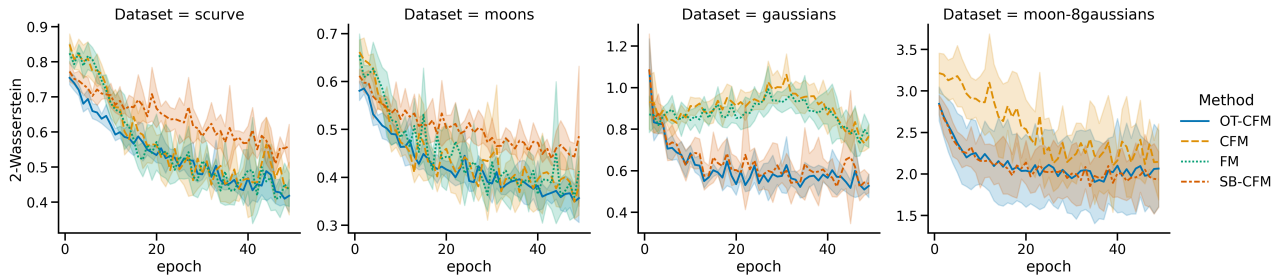 Dataset = scurve
0.9
0.8
0.7
0.6
0.5
0.4
2-Wasserstein
0
20
40
epoch
Dataset = moons
0.7
0.6
0.5
0.4
0.3
0
20
40
epoch
Dataset = gaussians
1.2
1.0
0.8
0.6
0.4
0
20
40
epoch
Dataset = moon-8gaussians
3.5
3.0
2.5
2.0
1.5
0
20
40
epoch
Method
OT-CFM
CFM
FM
SB-CFM